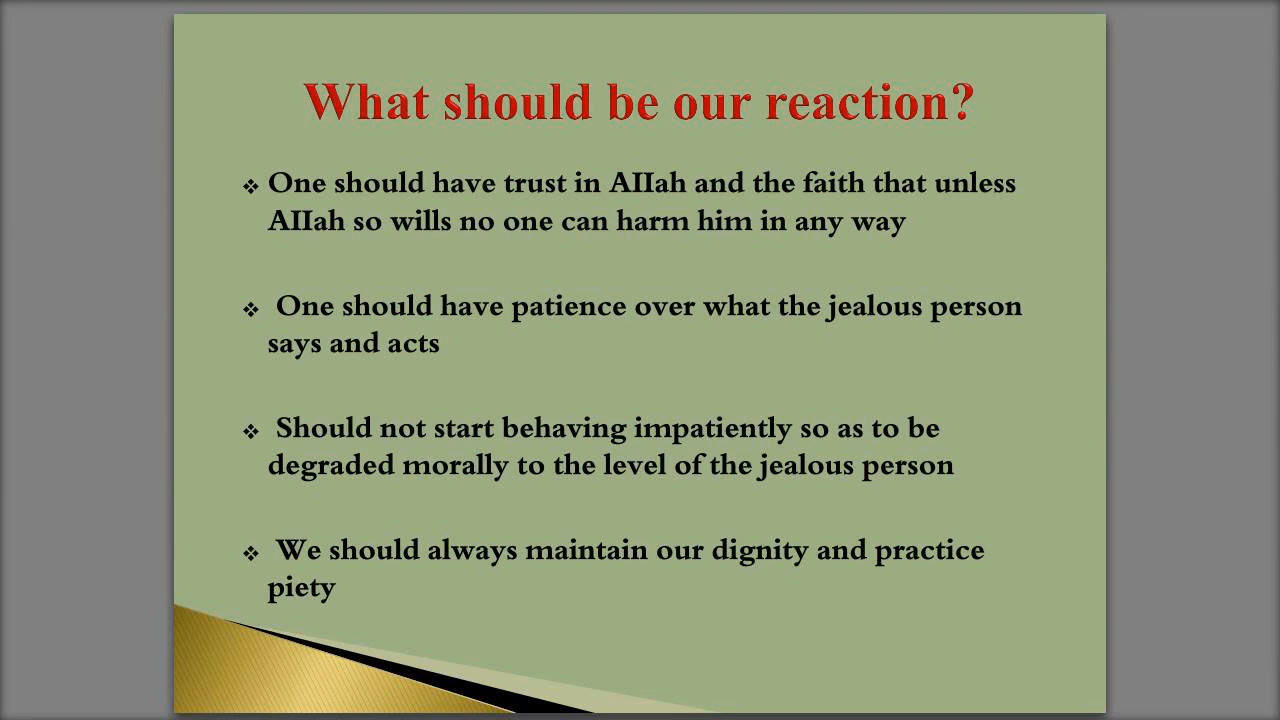 What should be our reaction?
❖ One should have trust in AIIah and the faith that unless
AIIah so wills no one can harm him in any way
❖ One should have patience over what the jealous person
says and acts
❖ Should not start behaving impatiently so as to be
degraded morally to the level of the jealous person
❖ We should always maintain our dignity and practice
piety